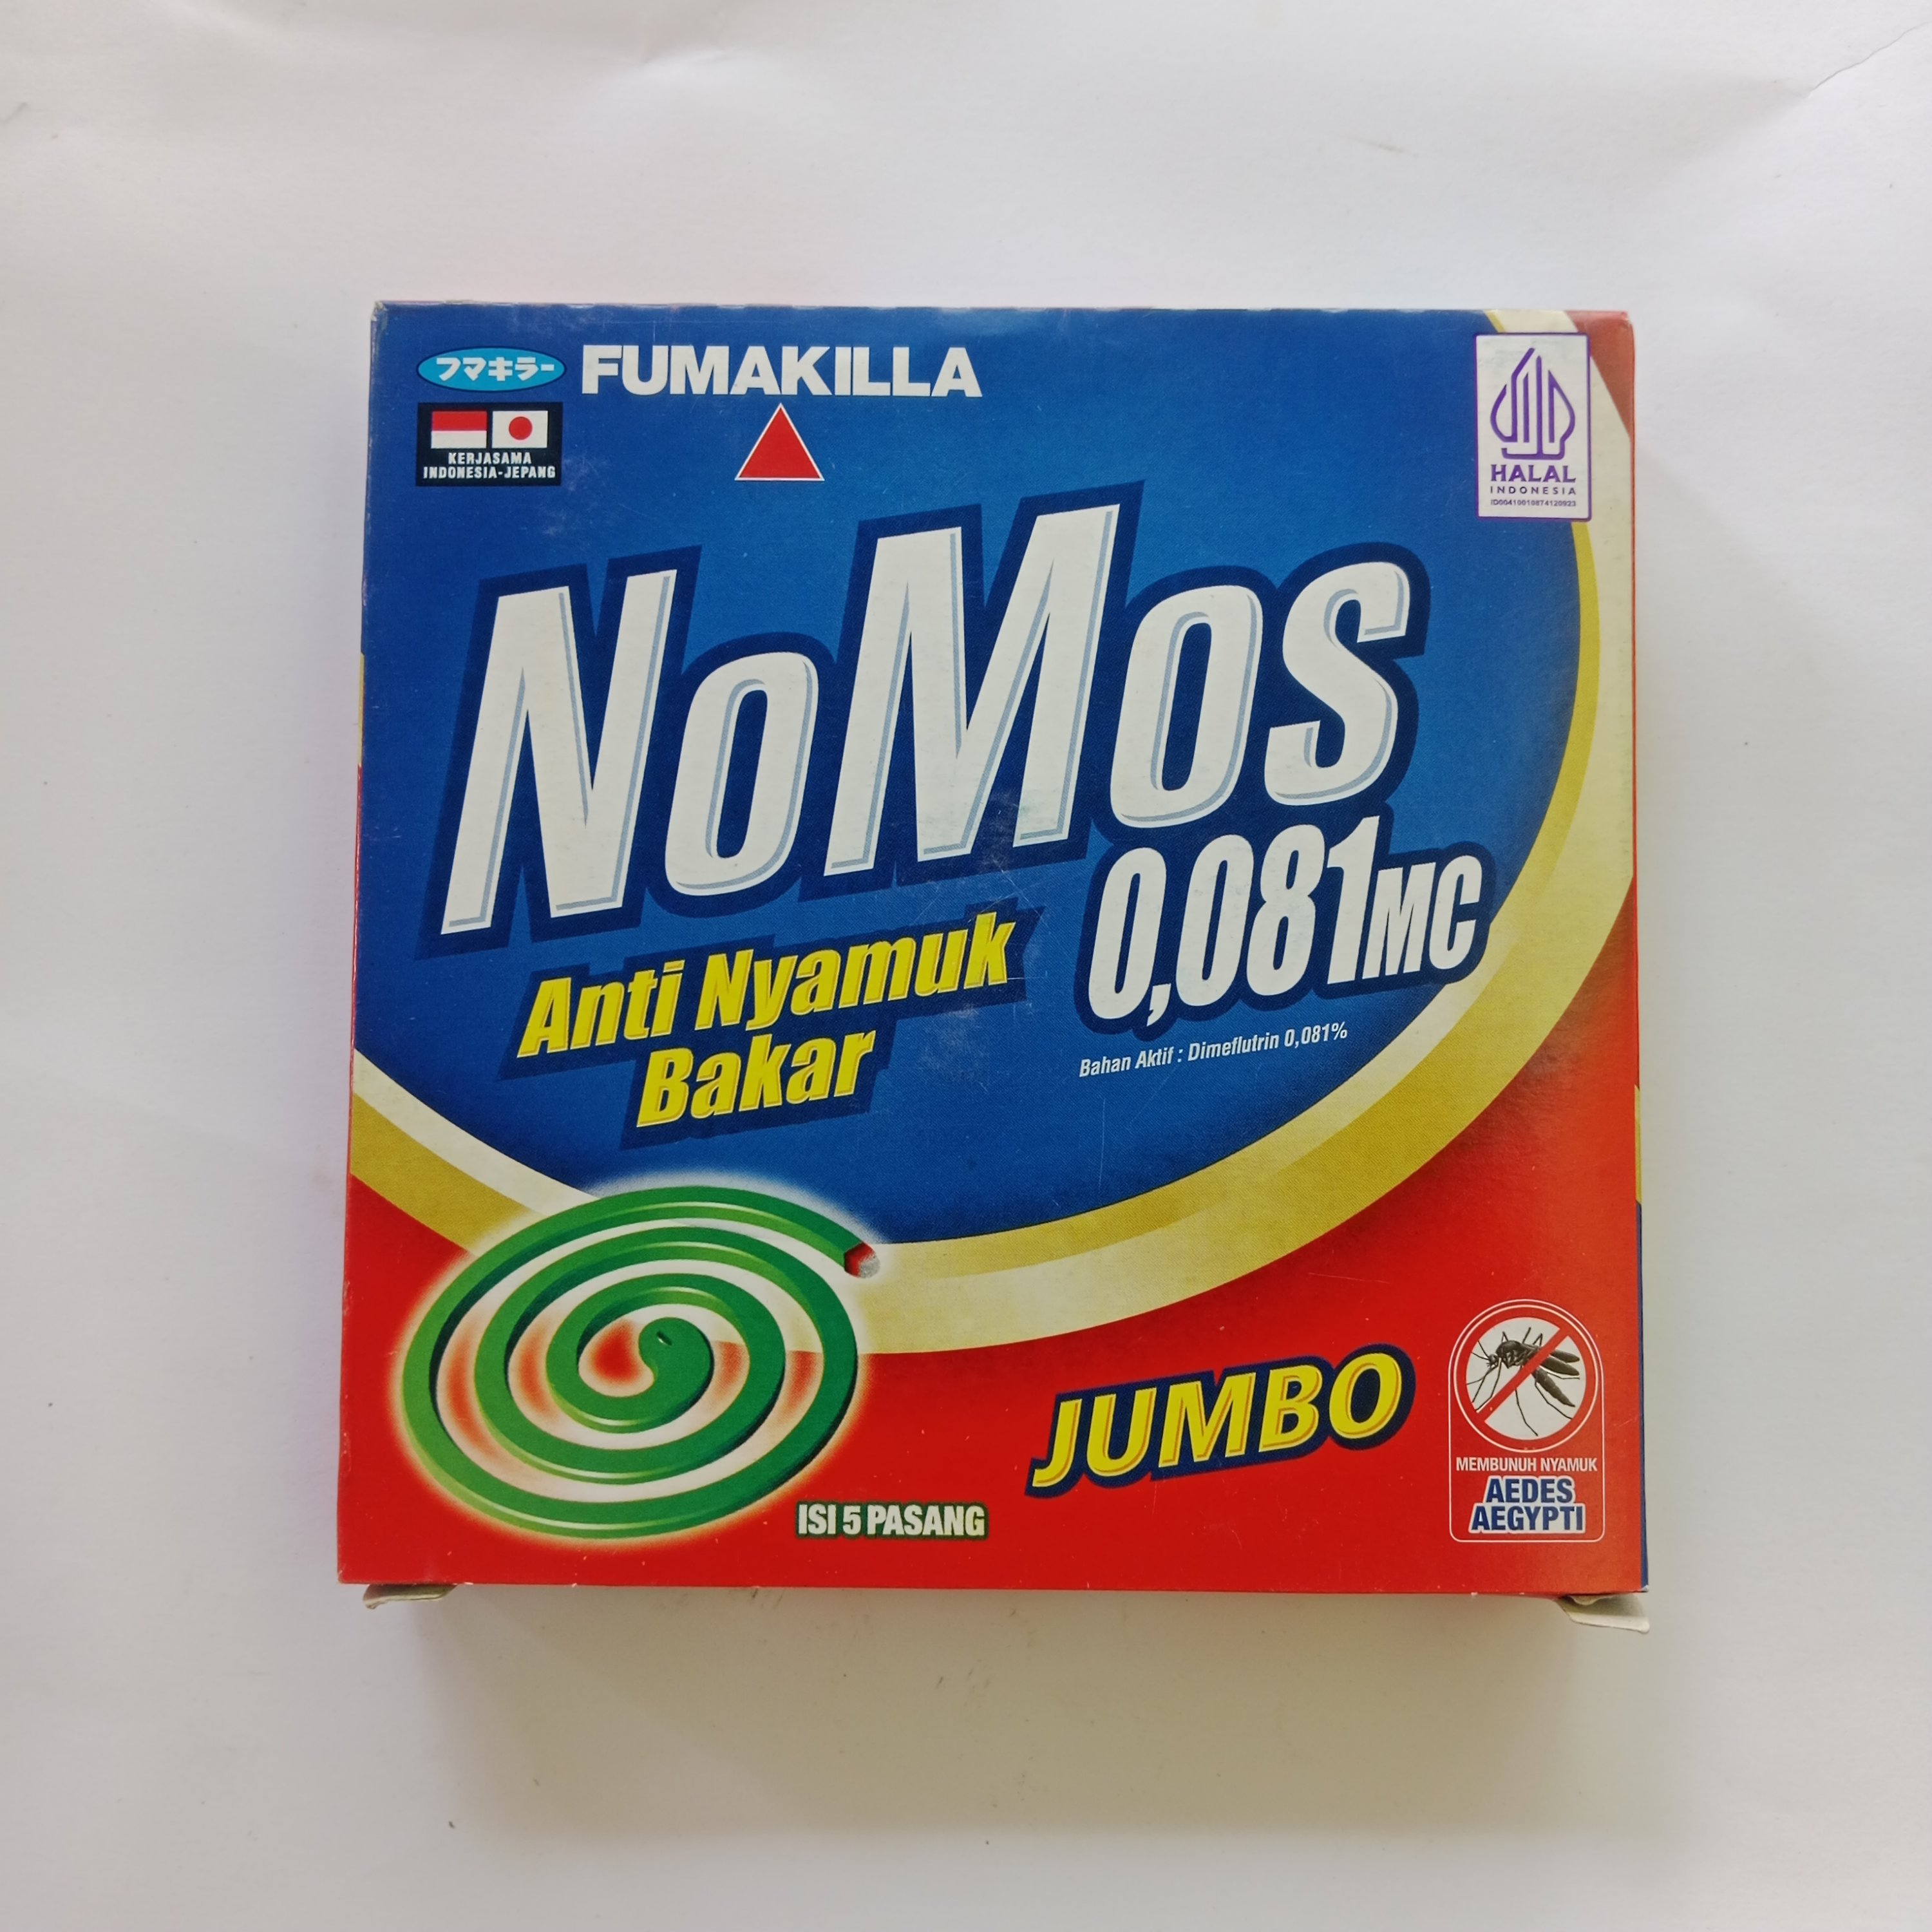 フマキラー FUMAKILLA
KERJASAMA
INDONESIA-JEPANG
HALAL
INDONESIA
ID00410010874120923
NoMos
0,081MC
Anti Nyamuk
Bakar
Bahan Aktif : Dimeflutrin 0,081%
JUMBO
ISI 5 PASANG
MEMBUNUH NYAMUK
AEDES
AEGYPTI